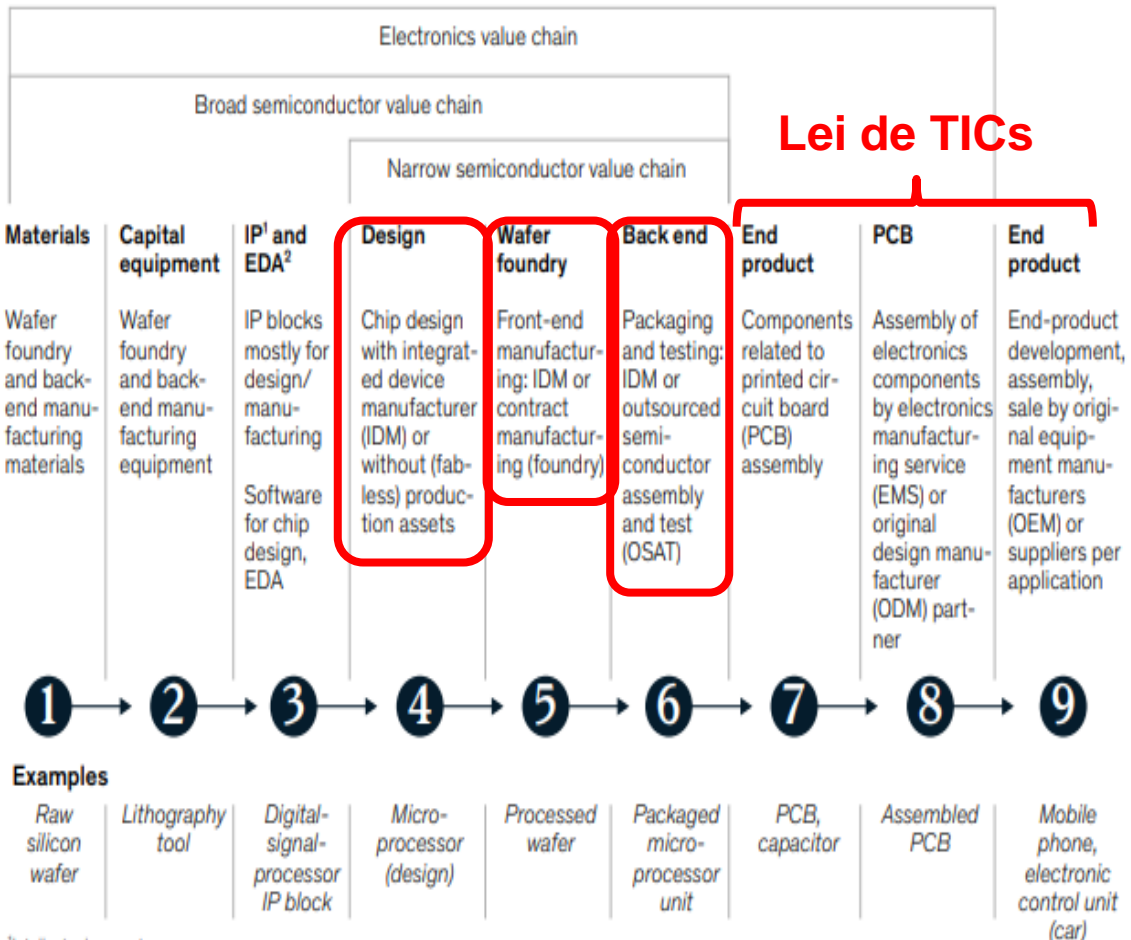 Electronics value chain
Broad semiconductor value chain
Lei de TICs
Narrow semiconductor value chain
Materials
Wafer
foundry
and back-
end manu-
facturing
materials
Capital
equipment
Wafer
foundry
and back-
end manu-
facturing
equipment
IP¹ and
EDA²
IP blocks
mostly for
design/
manu-
facturing
Software
for chip
design,
EDA
Design
Chip design
with integrat-
ed device
manufacturer
(IDM) or
without (fab-
less) produc-
tion assets
Wafer
foundry
Front-end
manufactur-
ing: IDM or
contract
manufactur-
ing (foundry)
Back end
Packaging
and testing:
IDM or
outsourced
semi-
conductor
assembly
and test
(OSAT)
End
product
Components
related to
printed cir-
cuit board
(PCB)
assembly
PCB
Assembly of
electronics
components
by electronics
manufactur-
ing service
(EMS) or
original
design manu-
facturer
(ODM) part-
ner
End
product
End-product
development,
assembly,
sale by origi-
nal equip-
ment manu-
facturers
(OEM) or
suppliers per
application
1 2 3 4 5 6 7 8 9
Examples
Raw
silicon
wafer
Lithography
tool
Digital-
signal-
processor
IP block
Micro-
processor
(design)
Processed
wafer
Packaged
micro-
processor
unit
PCB,
capacitor
Assembled
PCB
Mobile
phone,
electronic
control unit
(car)